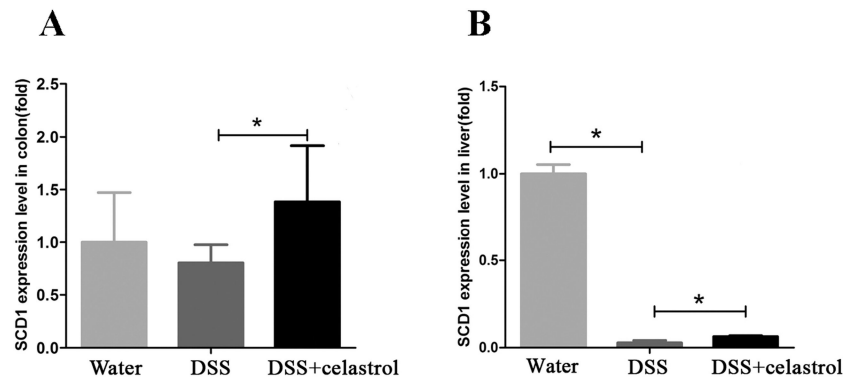 A
SCD1 expression level in colon(fold)
2.5
2.0
1.5
1.0
0.5
0.0
*
Water
DSS
DSS+celastrol
B
SCD1 expression level in liver(fold)
1.5
1.0
0.5
0.0
*
*
Water
DSS
DSS+celastrol